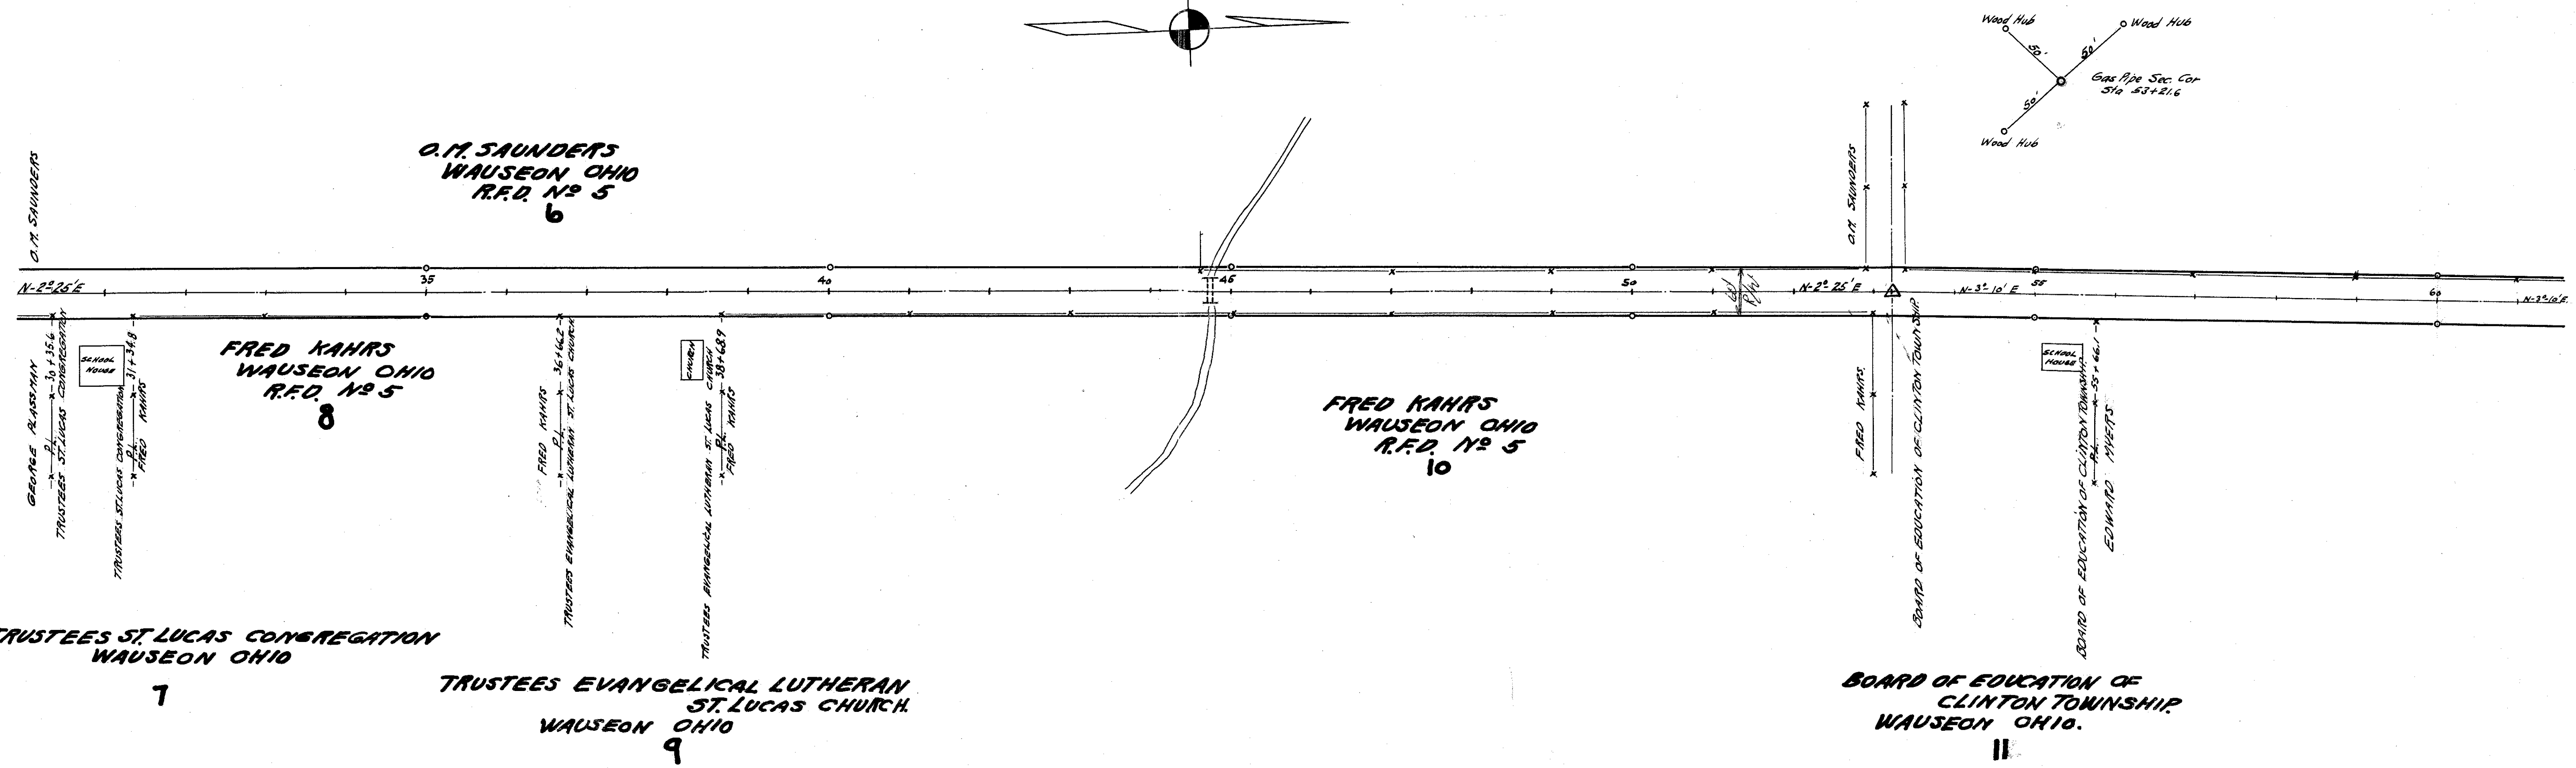 Wood Hub
Wood Hub
50'
50'
50'
Gas Pipe Sec. Cor
Sta 53+21.6
Wood Hub
O.M. SAUNDERS
O.M. SAUNDERS
WAUSEON OHIO
R.F.D. Nº 5
6
O.M. SAUNDERS
N-2º25'E
35
40
45
50
60' R/W
N-2º-25'E
N-3º-10'E
55
60
N-3º-10'E
GEORGE PLASSMAN
P.L. 30+35.6
TRUSTEES ST. LUCAS CONGREGATION
SCHOOL
HOUSE
TRUSTEES ST. LUCAS CONGREGATION
P.L. 31+34.8
FRED KAHRS
FRED KAHRS
WAUSEON OHIO
R.F.D. Nº 5
8
FRED KAHRS
P.L. 36+66.2
TRUSTEES EVANGELICAL LUTHERAN ST. LUCAS CHURCH
CHURCH
TRUSTEES EVANGELICAL LUTHERAN ST. LUCAS CHURCH
P.L. 38+68.9
FRED KAHRS
FRED KAHRS
WAUSEON OHIO
R.F.D. Nº 5
10
FRED KAHRS
BOARD OF EDUCATION OF CLINTON TOWNSHIP
SCHOOL
HOUSE
BOARD OF EDUCATION OF CLINTON TOWNSHIP
P.L. 55+66.1
EDWARD MYERS
TRUSTEES ST. LUCAS CONGREGATION
WAUSEON OHIO
7
TRUSTEES EVANGELICAL LUTHERAN
ST. LUCAS CHURCH.
WAUSEON OHIO
9
BOARD OF EDUCATION OF
CLINTON TOWNSHIP.
WAUSEON OHIO.
11